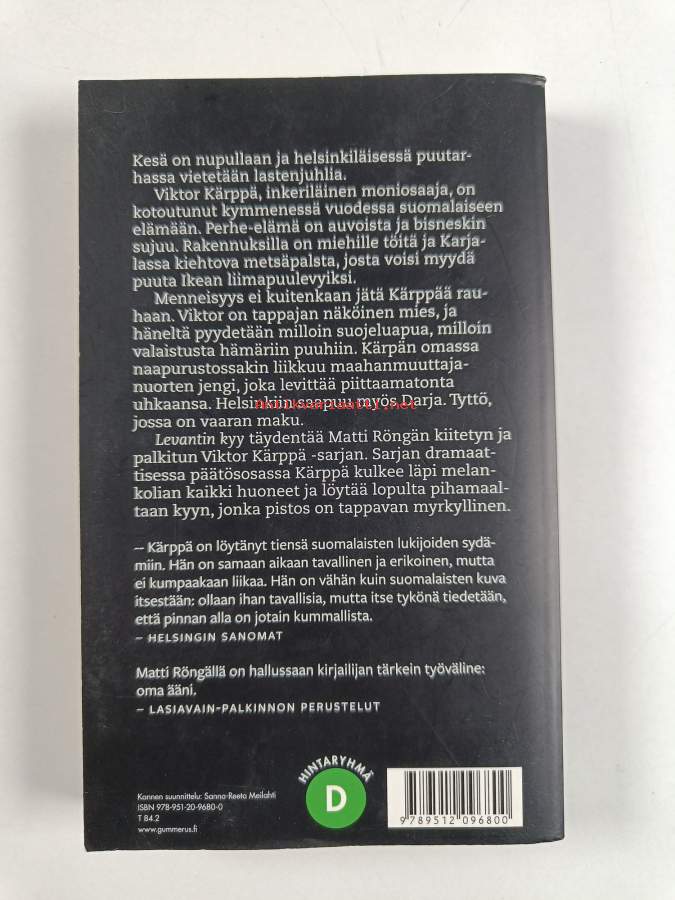 Kesä on nupullaan ja helsinkiläisessä puutar-
hassa vietetään lastenjuhlia.
Viktor Kärppä, inkeriläinen moniosaaja, on
kotoutunut kymmenessä vuodessa suomalaiseen
elämään. Perhe-elämä on auvoista ja bisneskin
sujuu. Rakennuksilla on miehille töitä ja Karja-
lassa kiehtova metsäpalsta, josta voisi myydä
puuta Ikean liimapuulevyiksi.
Menneisyys ei kuitenkaan jätä Kärppää rau-
haan. Viktor on tappajan näköinen mies, ja
häneltä pyydetään milloin suojeluapua, milloin
valaistusta hämäriin puuhiin. Kärpän omassa
naapurustossakin liikkuu maahanmuuttaja-
nuorten jengi, joka levittää piittaamatonta
uhkaansa. Helsinkiin saapuu myös Darja. Tyttö,
antikvariaatti.net
jossa on vaaran maku.
Levantin kyy täydentää Matti Röngän kiitetyn ja
palkitun Viktor Kärppä -sarjan. Sarjan dramaat-
tisessa päätösosassa Kärppä kulkee läpi melan-
kolian kaikki huoneet ja löytää lopulta pihamaal-
taan kyyn, jonka pistos on tappavan myrkyllinen.
– Kärppä on löytänyt tiensä suomalaisten lukijoiden sydä-
miin. Hän on samaan aikaan tavallinen ja erikoinen, mutta
ei kumpaakaan liikaa. Hän on vähän kuin suomalaisten kuva
itsestään: ollaan ihan tavallisia, mutta itse tykönä tiedetään,
että pinnan alla on jotain kummallista.
– HELSINGIN SANOMAT
Matti Röngällä on hallussaan kirjailijan tärkein työväline:
oma ääni.
– LASIAVAIN-PALKINNON PERUSTELUT
HINTARYHMÄ
D
Kannen suunnittelu: Sanna-Reeta Meilahti
ISBN 978-951-20-9680-0
T 84.2
www.gummerus.fi
9 789512 096800